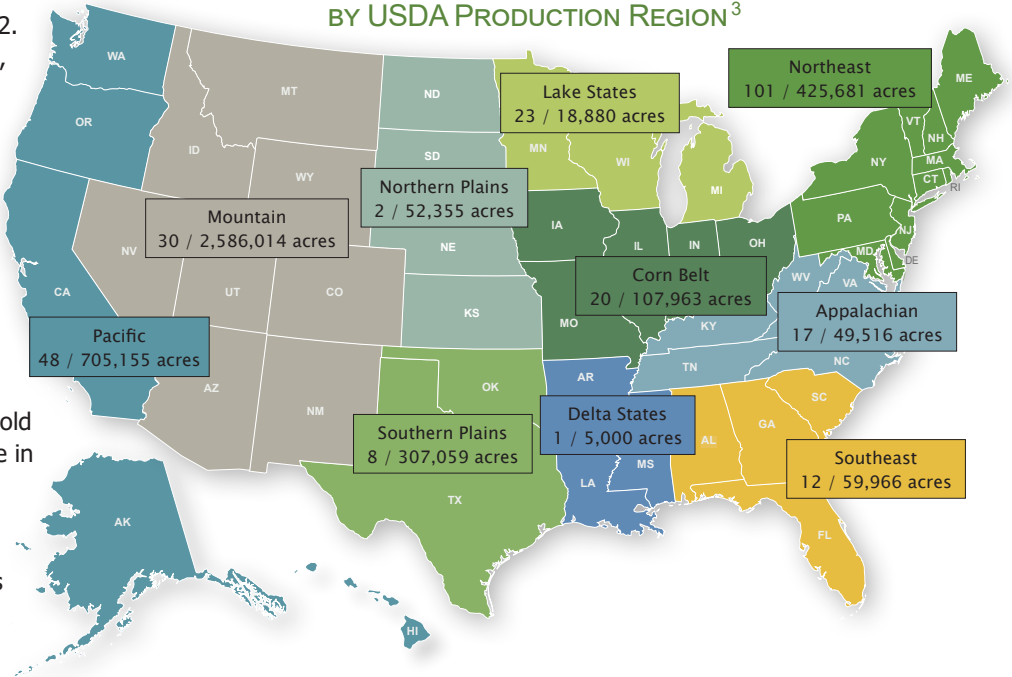 2.
,
BY USDA PRODUCTION REGION3
WA
OR
CA
MT
ID
WY
NV
UT
CO
AZ
NM
ND
SD
NE
KS
OK
TX
MN
WI
MI
IA
IL
IN
OH
MO
AR
LA
MS
AL
GA
SC
FL
TN
KY
WV
VA
NC
PA
NY
VT
NH
ME
MA
CT
RI
NJ
MD
DE
AK
HI
Northeast
101 / 425,681 acres
Lake States
23 / 18,880 acres
Northern Plains
2 / 52,355 acres
Mountain
30 / 2,586,014 acres
Corn Belt
20 / 107,963 acres
Appalachian
17 / 49,516 acres
Pacific
48 / 705,155 acres
Southern Plains
8 / 307,059 acres
Delta States
1 / 5,000 acres
Southeast
12 / 59,966 acres
old
e in
s